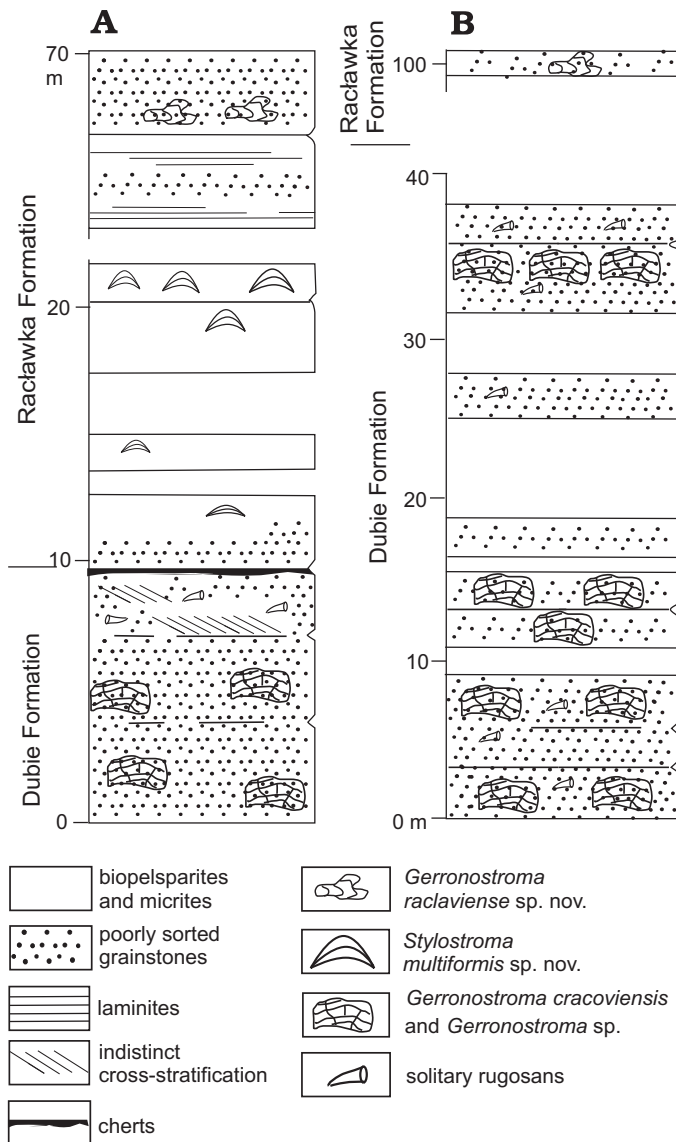 A
70
m
20
10
0
Racławka Formation
Dubie Formation
B
100
40
30
20
10
0 m
Racławka
Formation
Dubie Formation
biopelsparites
and micrites
poorly sorted
grainstones
laminites
indistinct
cross-stratification
cherts
Gerronostroma
raclaviense sp. nov.
Stylostroma
multiformis sp. nov.
Gerronostroma cracoviensis
and Gerronostroma sp.
solitary rugosans